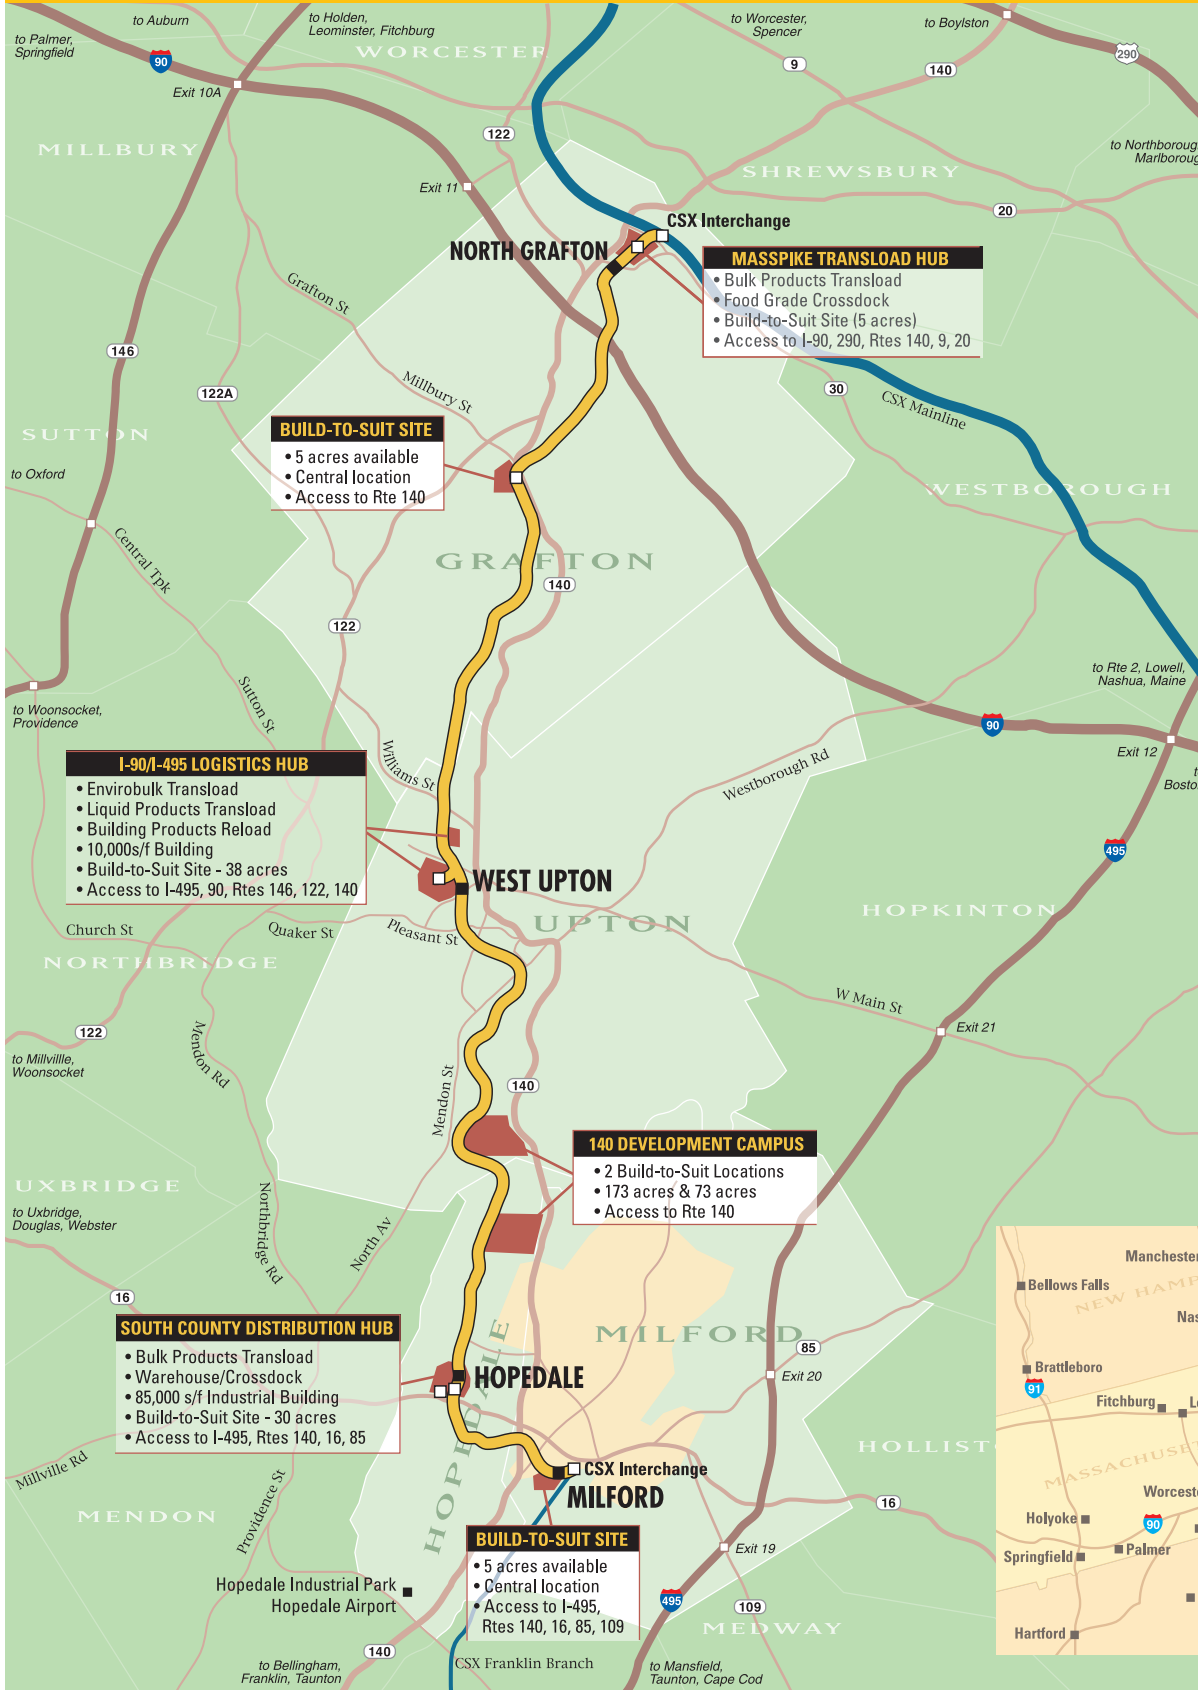 to Auburn
to Holden,
Leominster, Fitchburg
to Worcester,
Spencer
to Boylston
to Palmer,
Springfield
WORCESTER
90
9
140
290
Exit 10A
122
MILLBURY
to Northboroug
Marlboroug
SHREWSBURY
Exit 11
20
CSX Interchange
NORTH GRAFTON
MASSPIKE TRANSLOAD HUB
• Bulk Products Transload
• Food Grade Crossdock
• Build-to-Suit Site (5 acres)
• Access to I-90, 290, Rtes 140, 9, 20
Grafton St
146
122A
Millbury St
30
CSX Mainline
SUTTON
BUILD-TO-SUIT SITE
• 5 acres available
• Central location
• Access to Rte 140
to Oxford
WESTBOROUGH
Central Tpk
GRAFTON
140
122
to Rte 2, Lowell,
Nashua, Maine
Sutton St
to Woonsocket,
Providence
90
Exit 12
t
Bosto
Williams St
Westborough Rd
I-90/I-495 LOGISTICS HUB
• Envirobulk Transload
• Liquid Products Transload
• Building Products Reload
• 10,000s/f Building
• Build-to-Suit Site - 38 acres
• Access to I-495, 90, Rtes 146, 122, 140
495
WEST UPTON
HOPKINTON
UPTON
Church St
Quaker St
Pleasant St
NORTHBRIDGE
W Main St
122
Exit 21
to Millvillle,
Woonsocket
Mendon Rd
Mendon St
140
140 DEVELOPMENT CAMPUS
• 2 Build-to-Suit Locations
• 173 acres & 73 acres
• Access to Rte 140
UXBRIDGE
to Uxbridge,
Douglas, Webster
Northbridge Rd
North Av
Manchester
Bellows Falls
NEW HAMP
Nas
16
SOUTH COUNTY DISTRIBUTION HUB
• Bulk Products Transload
• Warehouse/Crossdock
• 85,000 s/f Industrial Building
• Build-to-Suit Site - 30 acres
• Access to I-495, Rtes 140, 16, 85
HOPEDALE
MILFORD
85
Exit 20
HOPEDALE
Brattleboro
91
Fitchburg
L
HOLLIST
MASSACHUSET
Millville Rd
CSX Interchange
MILFORD
Worceste
Holyoke
90
Palmer
Springfield
16
MENDON
Providence St
BUILD-TO-SUIT SITE
• 5 acres available
• Central location
• Access to I-495,
Rtes 140, 16, 85, 109
Exit 19
Hopedale Industrial Park
Hopedale Airport
495
109
MEDWAY
Hartford
140
to Bellingham,
Franklin, Taunton
CSX Franklin Branch
to Mansfield,
Taunton, Cape Cod